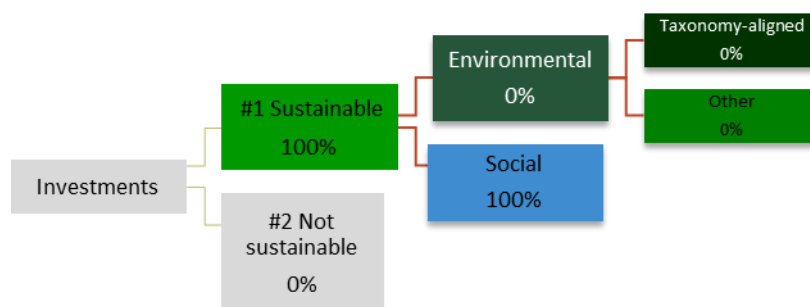 Investments
#1 Sustainable
100%
#2 Not
sustainable
0%
Environmental
0%
Social
100%
Taxonomy-aligned
0%
Other
0%